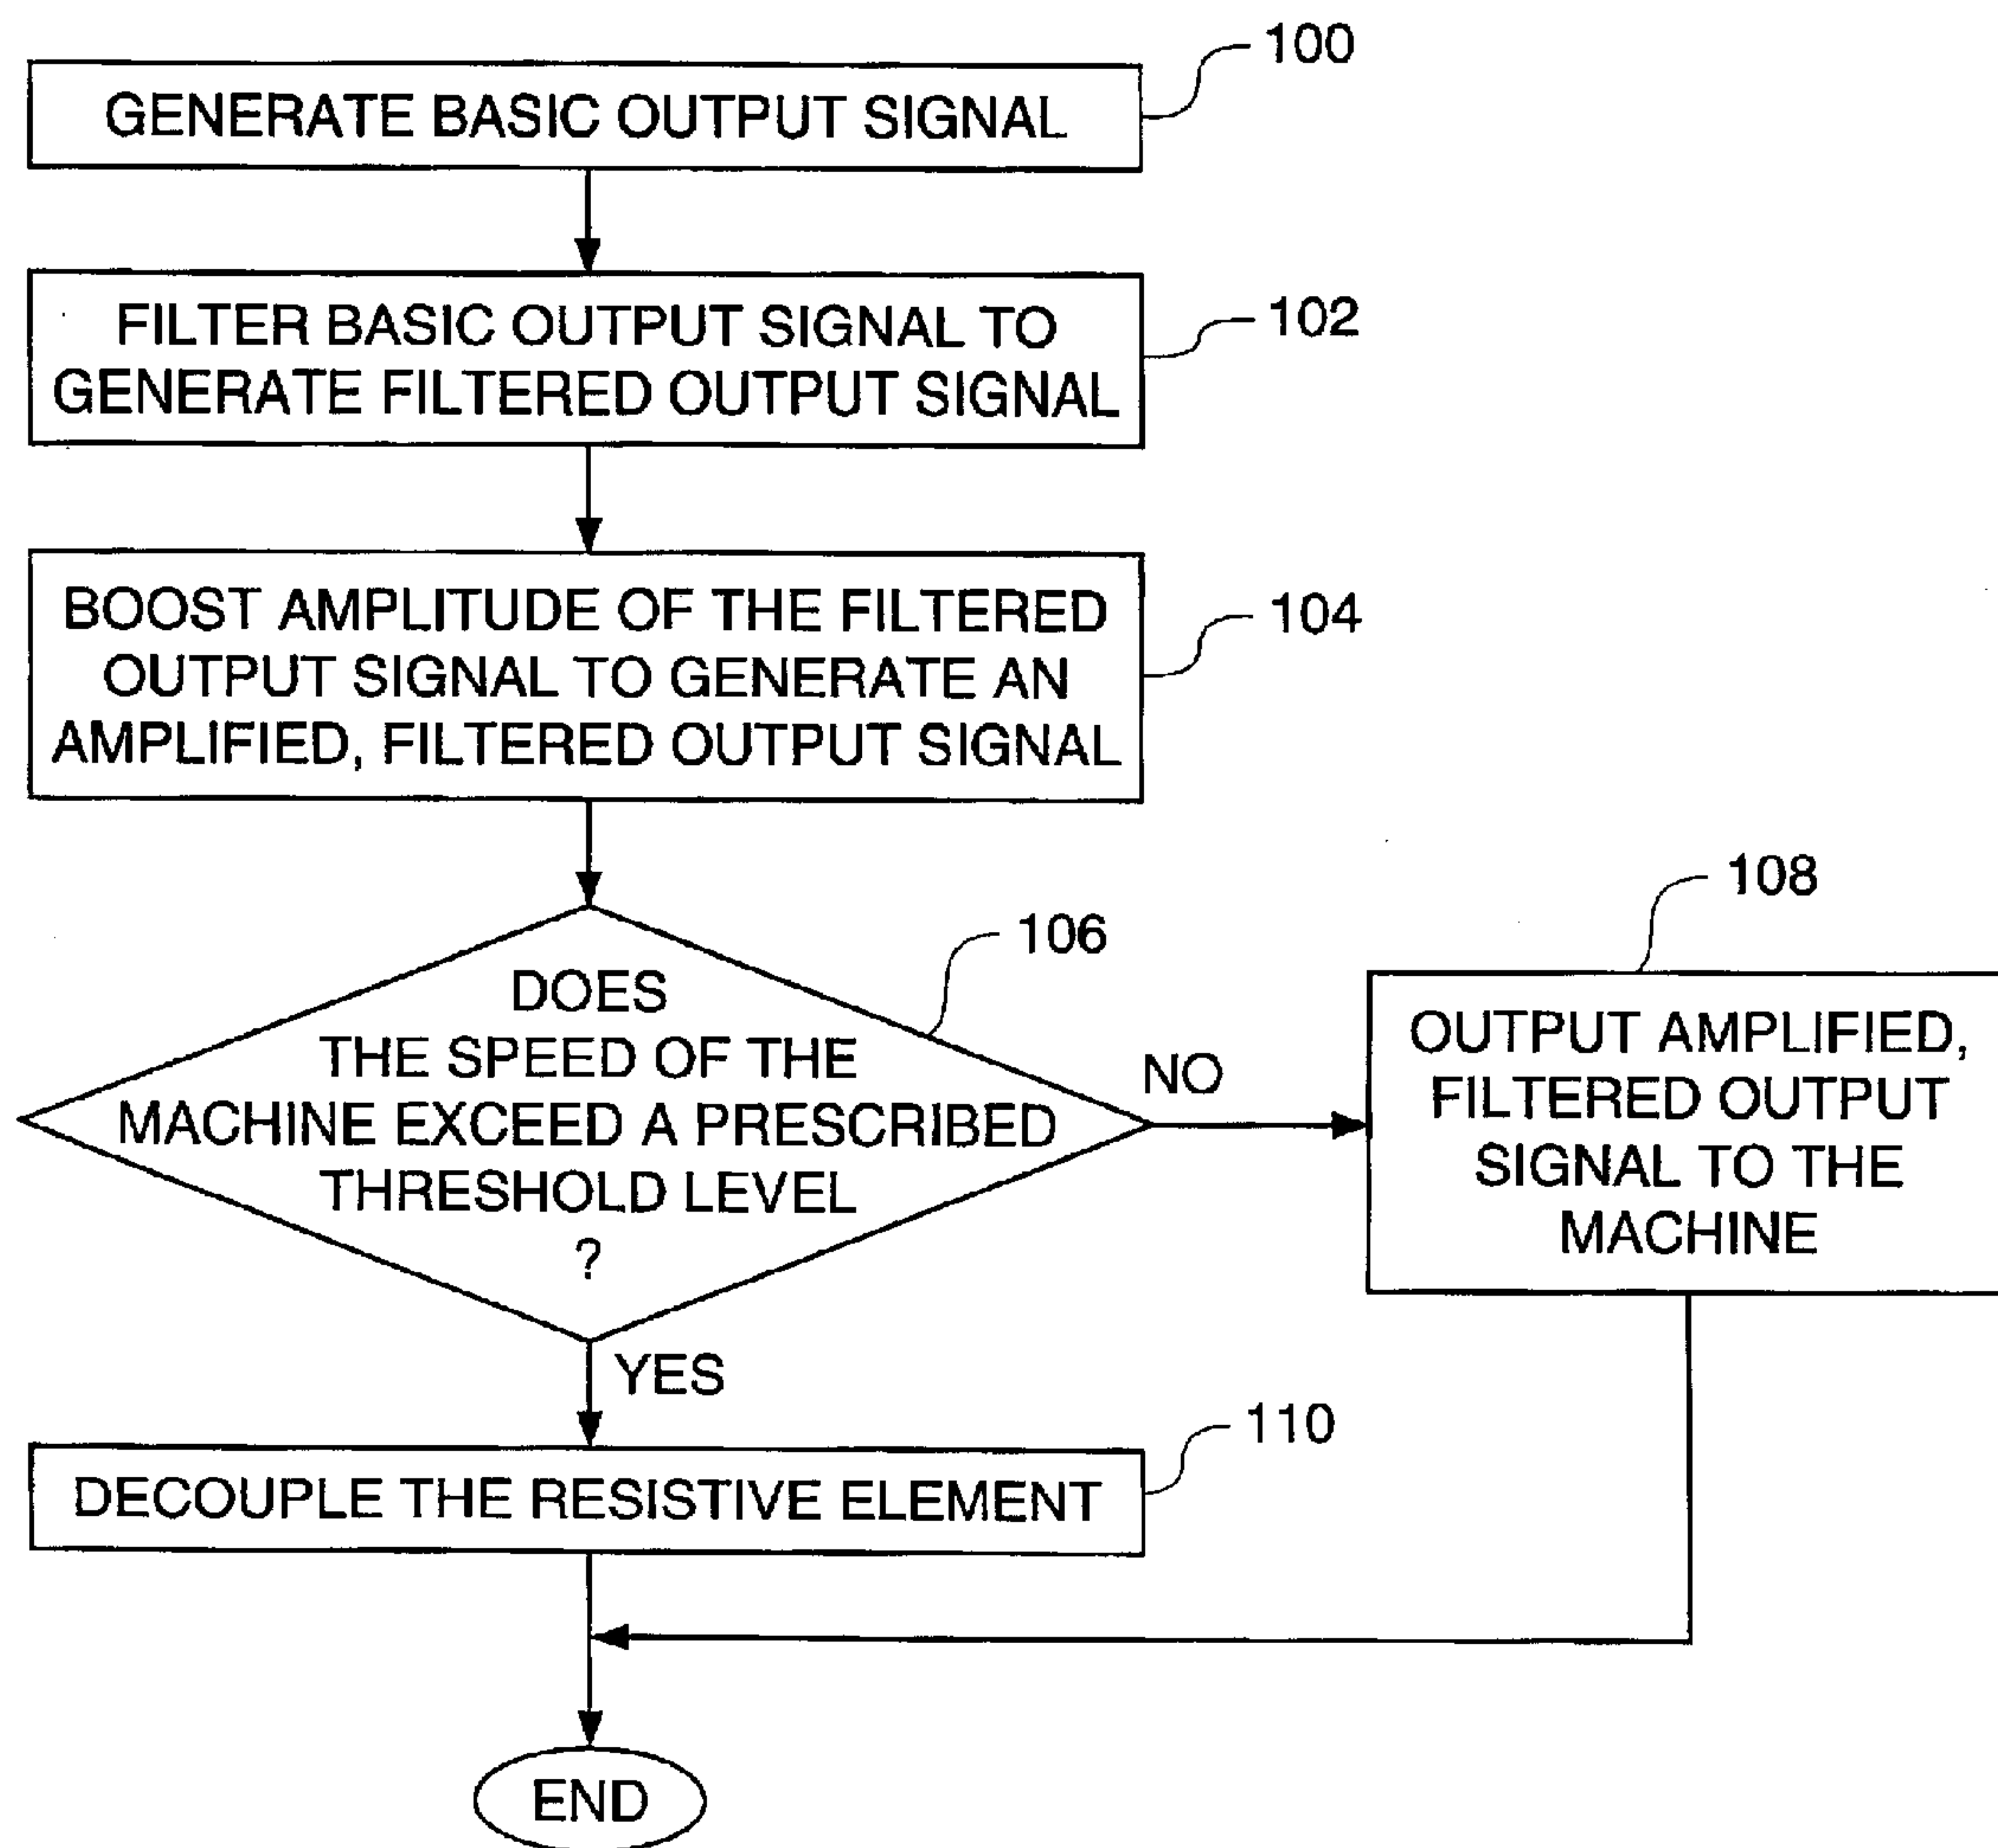 100
GENERATE BASIC OUTPUT SIGNAL
102
FILTER BASIC OUTPUT SIGNAL TO
GENERATE FILTERED OUTPUT SIGNAL
104
BOOST AMPLITUDE OF THE FILTERED
OUTPUT SIGNAL TO GENERATE AN
AMPLIFIED, FILTERED OUTPUT SIGNAL
106
DOES
THE SPEED OF THE
MACHINE EXCEED A PRESCRIBED
THRESHOLD LEVEL
?
NO
108
OUTPUT AMPLIFIED,
FILTERED OUTPUT
SIGNAL TO THE
MACHINE
YES
110
DECOUPLE THE RESISTIVE ELEMENT
END